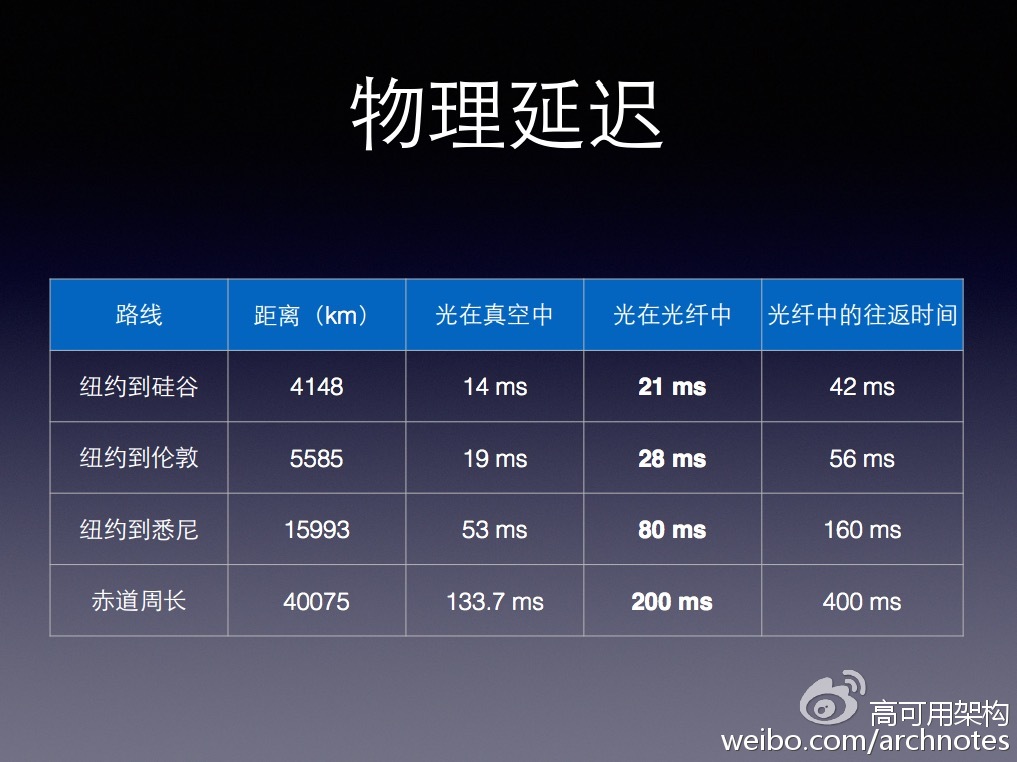 物理延迟
路线 距离（km） 光在真空中 光在光纤中 光纤中的往返时间
纽约到硅谷 4148 14 ms 21 ms 42 ms
纽约到伦敦 5585 19 ms 28 ms 56 ms
纽约到悉尼 15993 53 ms 80 ms 160 ms
赤道周长 40075 133.7 ms 200 ms 400 ms
高可用架构
weibo.com/archnotes